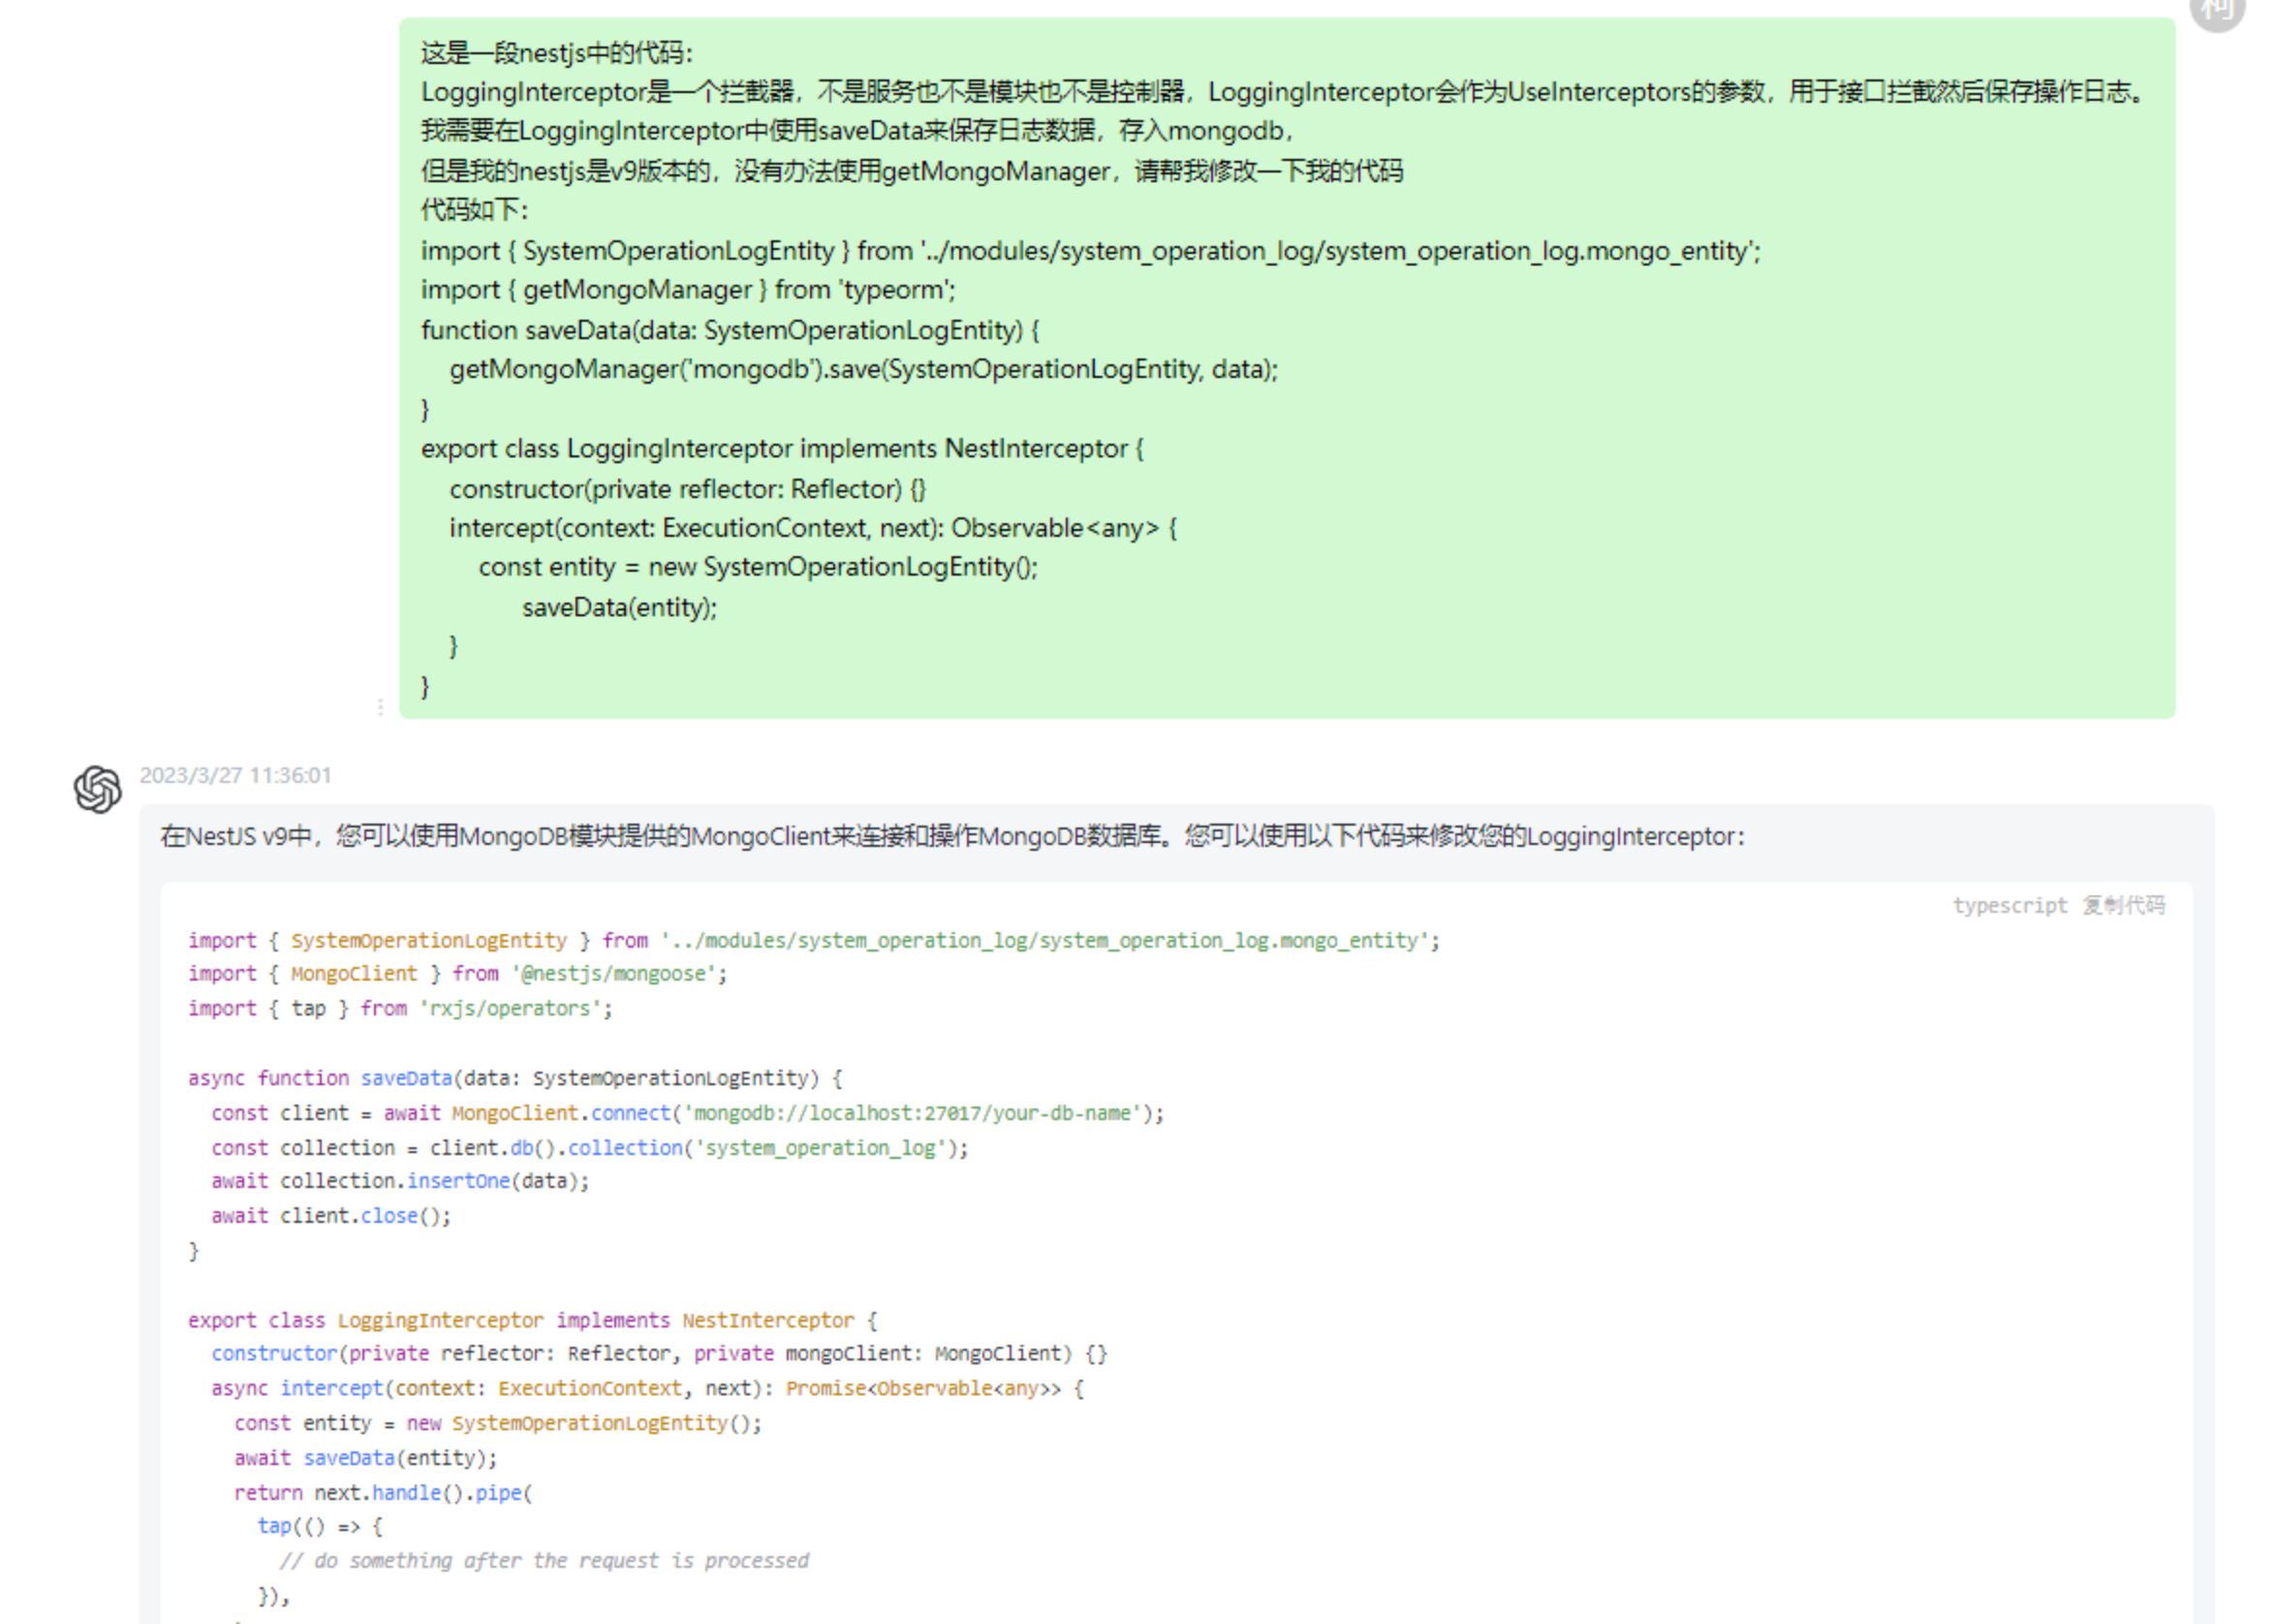 柯
这是一段nestjs中的代码:
LoggingInterceptor是一个拦截器，不是服务也不是模块也不是控制器，LoggingInterceptor会作为UseInterceptors的参数，用于接口拦截然后保存操作日志。
我需要在LoggingInterceptor中使用saveData来保存日志数据，存入mongodb，
但是我的nestjs是v9版本的，没有办法使用getMongoManager，请帮我修改一下我的代码
代码如下:
import { SystemOperationLogEntity } from '../modules/system_operation_log/system_operation_log.mongo_entity';
import { getMongoManager } from 'typeorm';
function saveData(data: SystemOperationLogEntity) {
    getMongoManager('mongodb').save(SystemOperationLogEntity, data);
}
export class LoggingInterceptor implements NestInterceptor {
    constructor(private reflector: Reflector) {}
    intercept(context: ExecutionContext, next): Observable<any> {
        const entity = new SystemOperationLogEntity();
              saveData(entity);
    }
}
2023/3/27 11:36:01
在NestJS v9中，您可以使用MongoDB模块提供的MongoClient来连接和操作MongoDB数据库。您可以使用以下代码来修改您的LoggingInterceptor:
typescript 复制代码
import { SystemOperationLogEntity } from '../modules/system_operation_log/system_operation_log.mongo_entity';
import { MongoClient } from '@nestjs/mongoose';
import { tap } from 'rxjs/operators';
async function saveData(data: SystemOperationLogEntity) {
  const client = await MongoClient.connect('mongodb://localhost:27017/your-db-name');
  const collection = client.db().collection('system_operation_log');
  await collection.insertOne(data);
  await client.close();
}
export class LoggingInterceptor implements NestInterceptor {
  constructor(private reflector: Reflector, private mongoClient: MongoClient) {}
  async intercept(context: ExecutionContext, next): Promise<Observable<any>> {
    const entity = new SystemOperationLogEntity();
    await saveData(entity);
    return next.handle().pipe(
      tap(() => {
        // do something after the request is processed
      }),